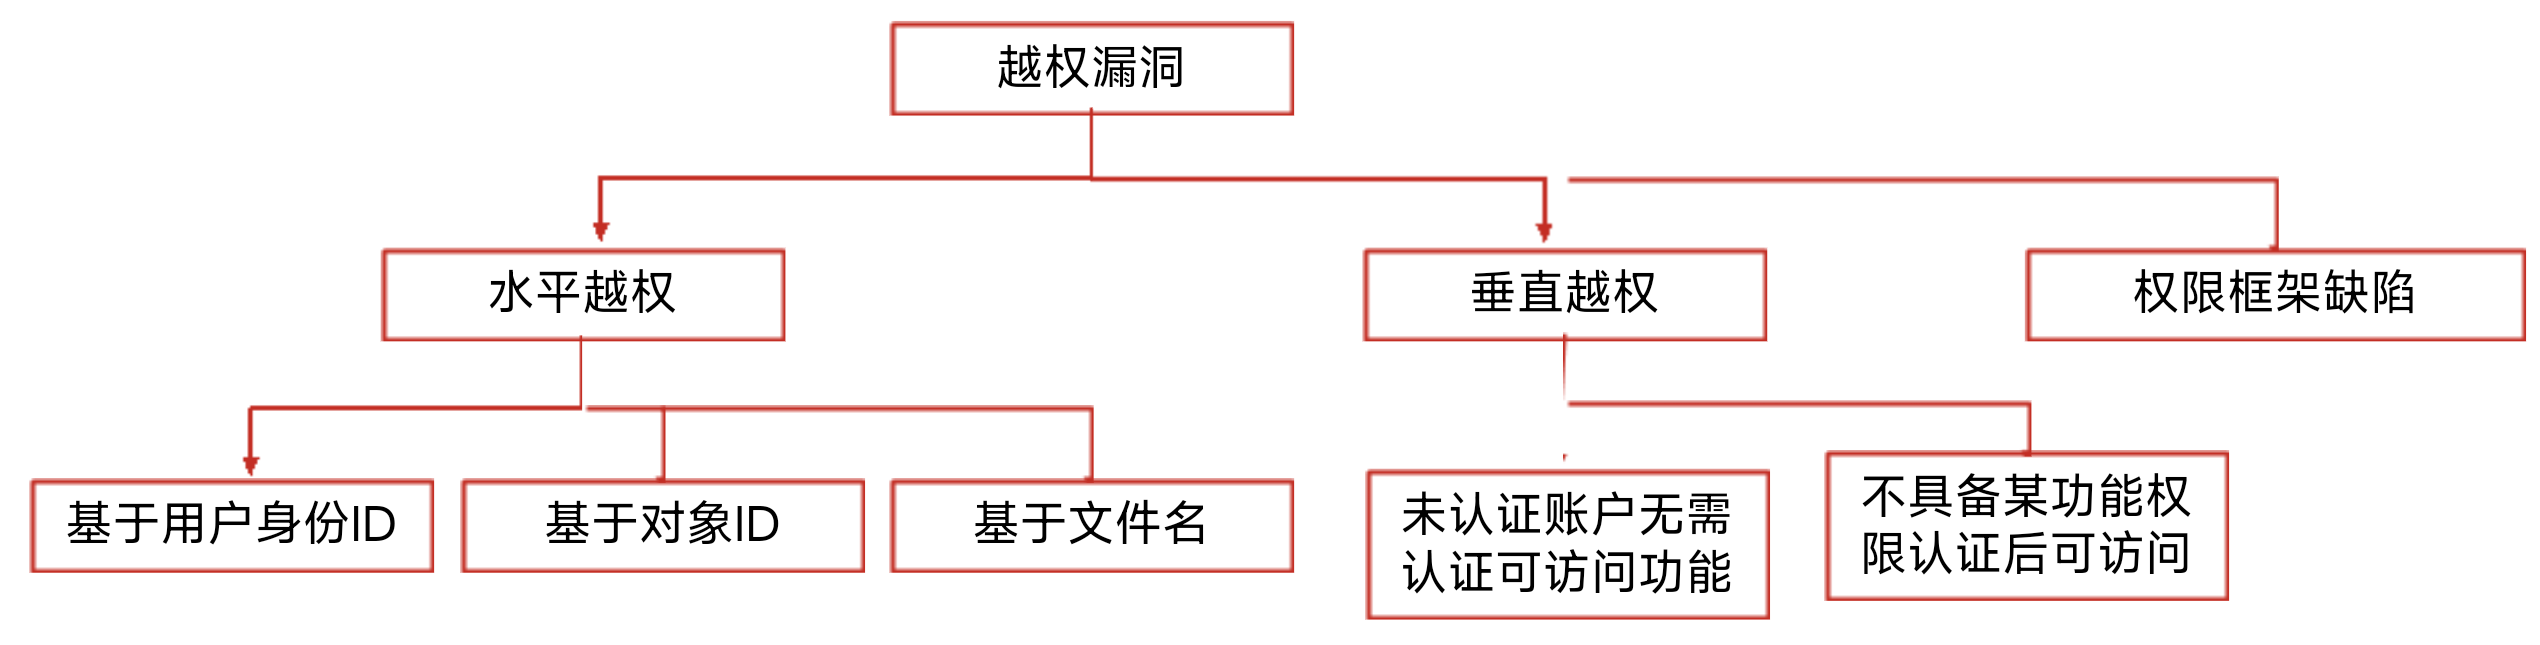 越权漏洞
水平越权
垂直越权
权限框架缺陷
基于用户身份ID
基于对象ID
基于文件名
未认证账户无需
认证可访问功能
不具备某功能权
限认证后可访问